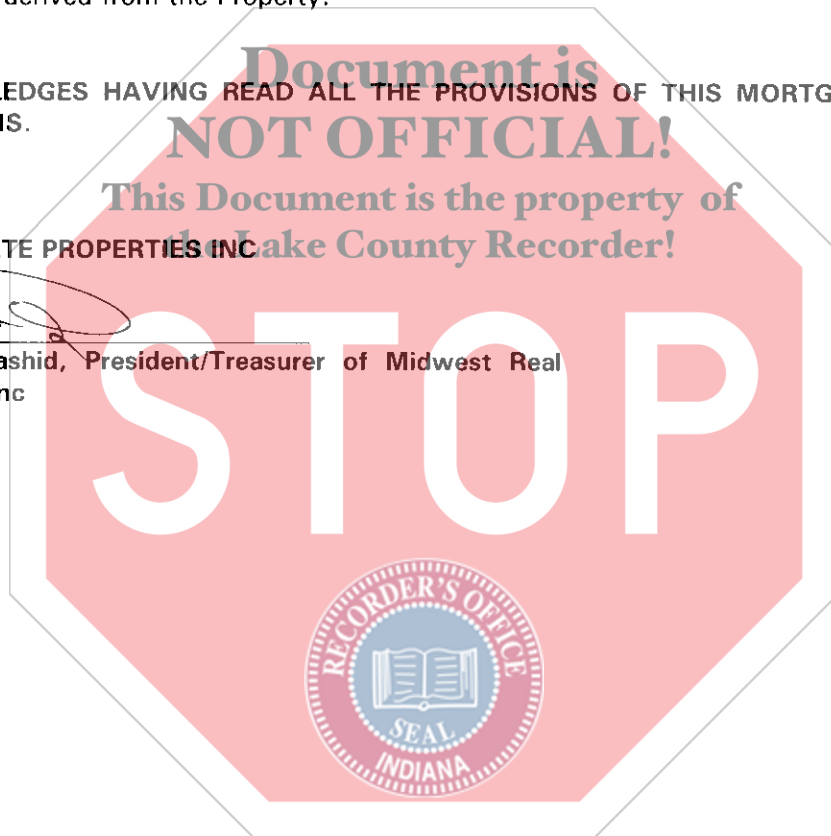 derived from the Property.
Document is
LEDGES HAVING READ ALL THE PROVISIONS OF THIS MORTG
IS.
NOT OFFICIAL!
This Document is the property of
the Lake County Recorder!
TE PROPERTIES INC
ashid, President/Treasurer of Midwest Real
nc
STOP
RECORDER'S OFFICE
SEAL
INDIANA